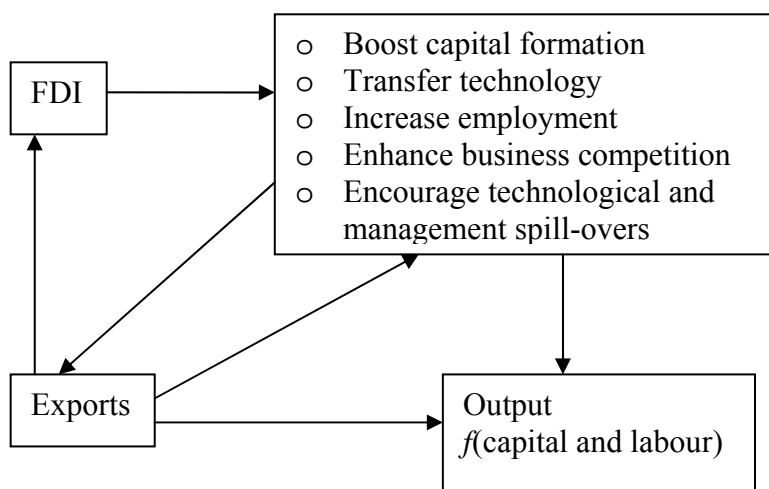 FDI
o Boost capital formation
o Transfer technology
o Increase employment
o Enhance business competition
o Encourage technological and
management spill-overs
Exports
Output
f(capital and labour)